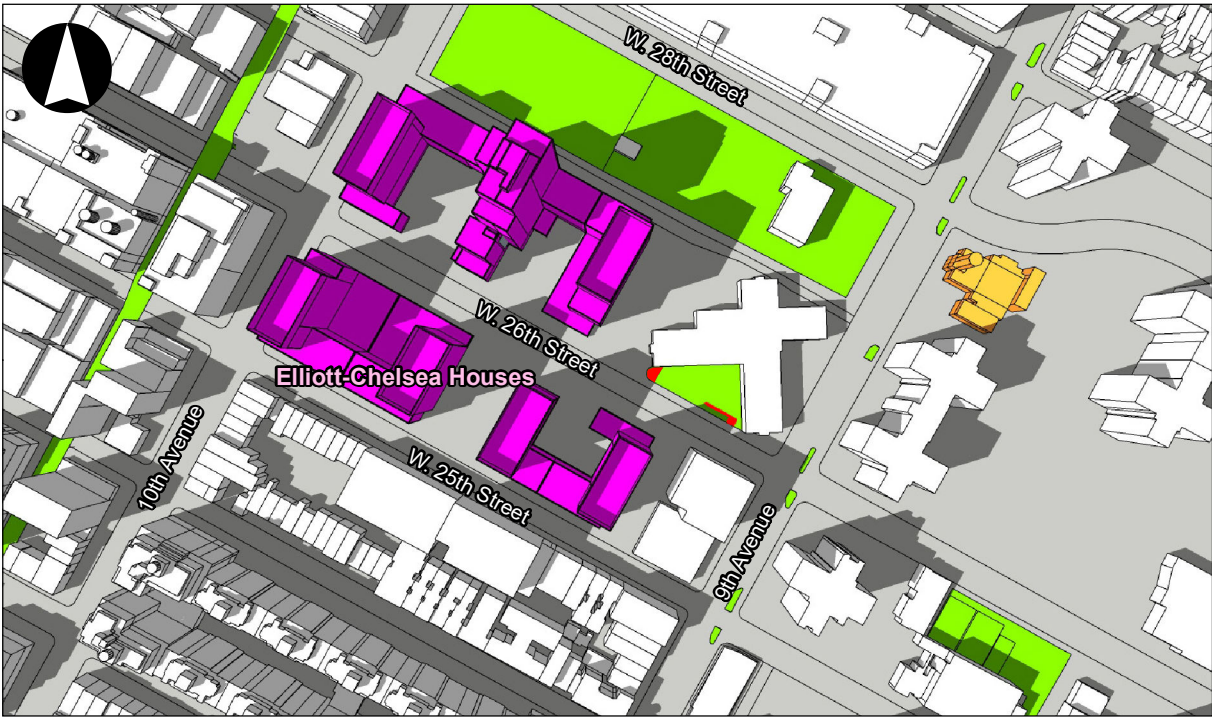 W. 28th Street
W. 26th Street
Elliott-Chelsea Houses
10th Avenue
W. 25th Street
9th Avenue